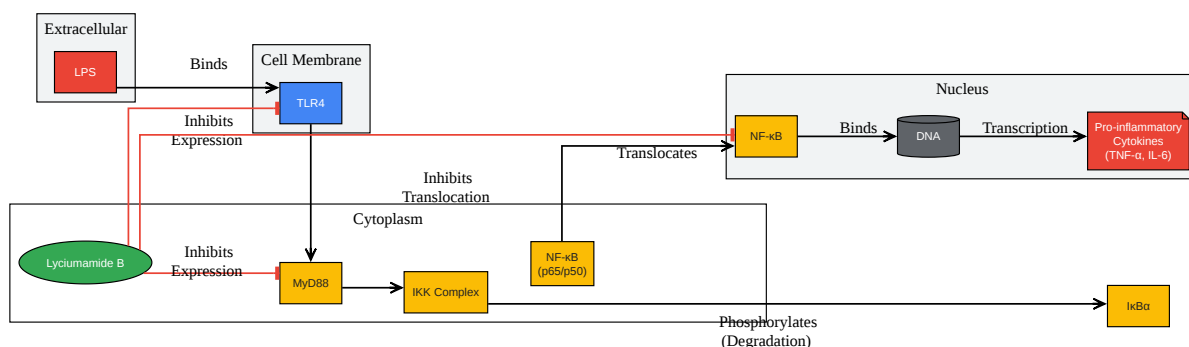 Extracellular
LPS
Binds
Cell Membrane
TLR4
Inhibits
Expression
Nucleus
NF-κB
Binds
DNA
Transcription
Pro-inflammatory
Cytokines
(TNF-α, IL-6)
Translocates
Inhibits
Translocation
Cytoplasm
Lyciumamide B
Inhibits
Expression
MyD88
IKK Complex
NF-κB
(p65/p50)
Phosphorylates
(Degradation)
IκBα